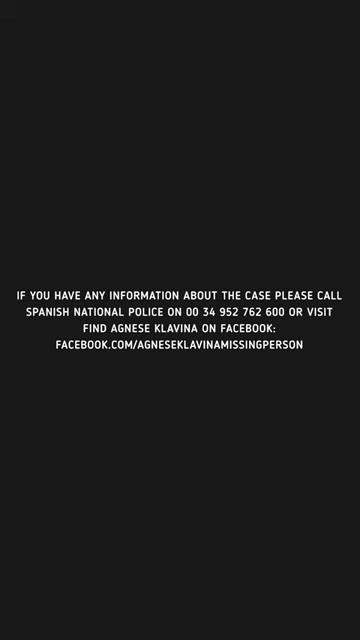 IF YOU HAVE ANY INFORMATION ABOUT THE CASE PLEASE CALL
SPANISH NATIONAL POLICE ON 00 34 952 762 600 OR VISIT
FIND AGNESE KLAVINA ON FACEBOOK:
FACEBOOK.COM/AGNESEKLAVINAMISSINGPERSON